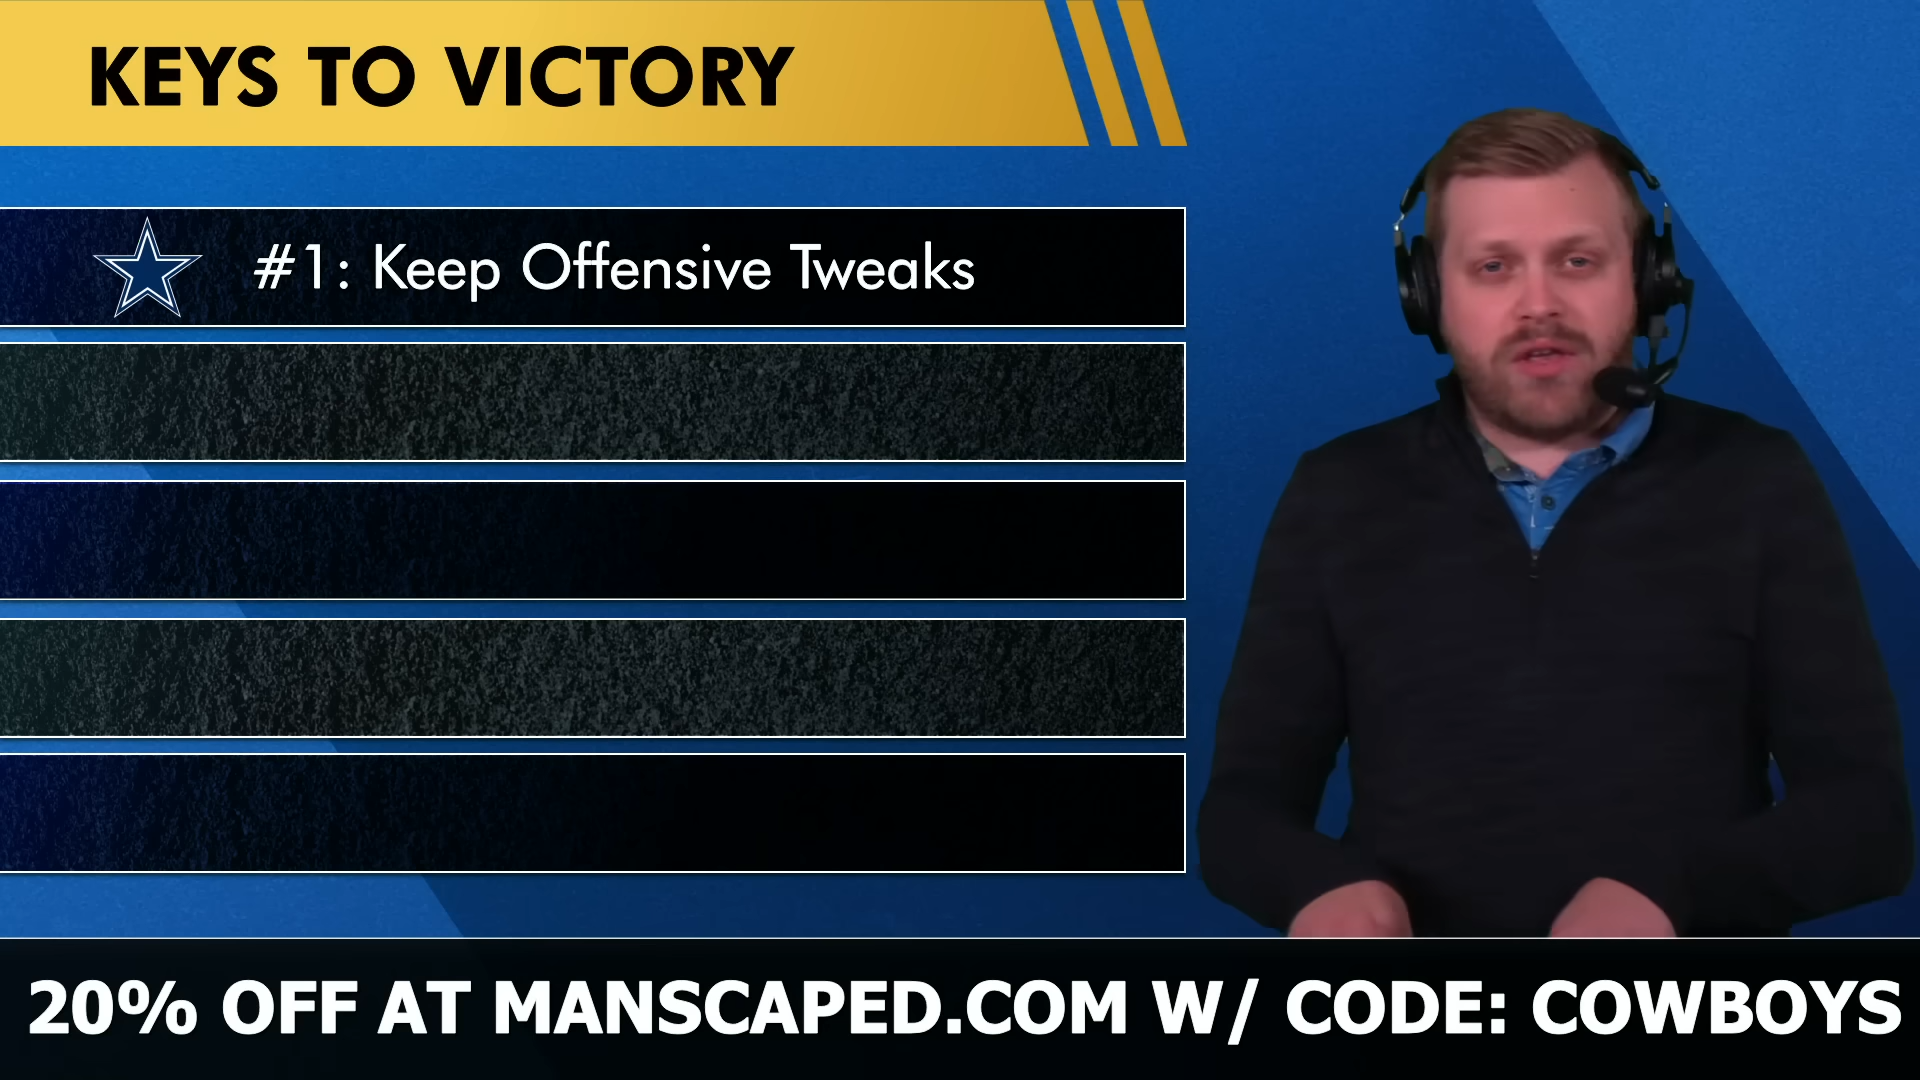 KEYS TO VICTORY
#1: Keep Offensive Tweaks
20% OFF AT MANSCAPED.COM W/ CODE: COWBOYS